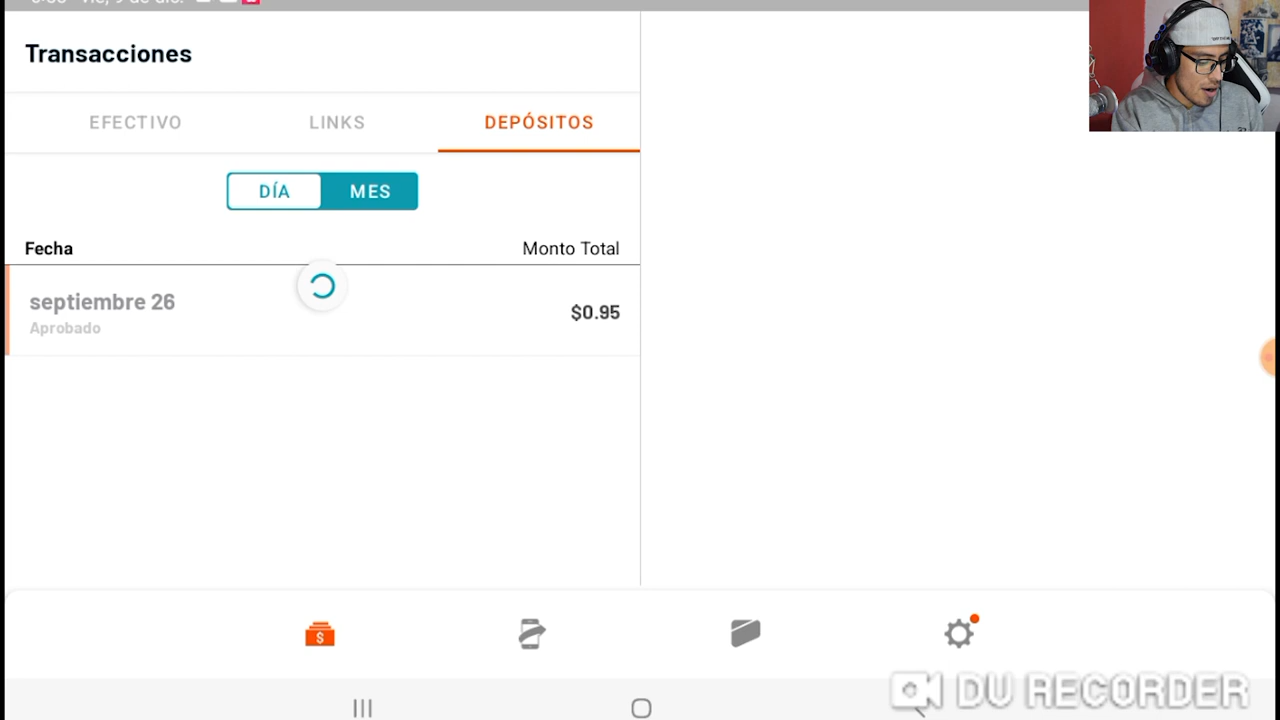 Transacciones
EFECTIVO LINKS DEPÓSITOS
DÍA MES
Fecha Monto Total
septiembre 26
$0.95
Aprobado
$
DU RECORDER